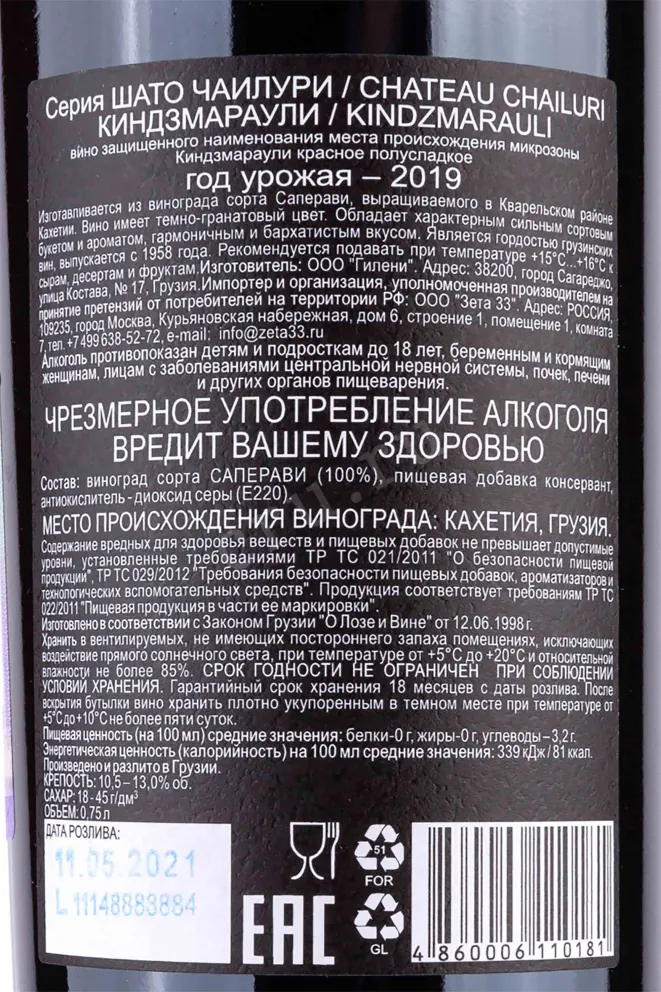 Серия ШАТО ЧАИЛУРИ / CHATEAU CHAILURI
КИНДЗМАРАУЛИ / KINDZMARAULI
вино защищенного наименования места происхождения микрозоны
Киндзмараули красное полусладкое
год урожая – 2019
Изготавливается из винограда сорта Саперави, выращиваемого в Кварельском районе
Кахетии. Вино имеет темно-гранатовый цвет. Обладает характерным сильным сортовым
букетом и ароматом, гармоничным и бархатистым вкусом. Является гордостью грузинских
вин, выпускается с 1958 года. Рекомендуется подавать при температуре +15°С...+16°С к
сырам, десертам и фруктам.Изготовитель: ООО "Гилени". Адрес: 38200, город Сагареджо,
улица Костава, № 17, Грузия.Импортер и организация, уполномоченная производителем на
принятие претензий от потребителей на территории РФ: ООО "Зета 33". Адрес: РОССИЯ,
109235, город Москва, Курьяновская набережная, дом 6, строение 1, помещение 1, комната
7, тел. +7 499 638-52-72, e-mail: info@zeta33.ru
Алкоголь противопоказан детям и подросткам до 18 лет, беременным и кормящим
женщинам, лицам с заболеваниями центральной нервной системы, почек, печени
и других органов пищеварения.
ЧРЕЗМЕРНОЕ УПОТРЕБЛЕНИЕ АЛКОГОЛЯ
ВРЕДИТ ВАШЕМУ ЗДОРОВЬЮ
Состав: виноград сорта САПЕРАВИ (100%), пищевая добавка консервант,
антиокислитель - диоксид серы (Е220).
МЕСТО ПРОИСХОЖДЕНИЯ ВИНОГРАДА: КАХЕТИЯ, ГРУЗИЯ.
Содержание вредных для здоровья веществ и пищевых добавок не превышает допустимые
уровни, установленные требованиями ТР ТС 021/2011 "О безопасности пищевой
продукции", ТР ТС 029/2012 "Требования безопасности пищевых добавок, ароматизаторов и
технологических вспомогательных средств". Продукция соответствует требованиям ТР ТС
022/2011 "Пищевая продукция в части ее маркировки".
Изготовлено в соответствии с Законом Грузии "О Лозе и Вине" от 12.06.1998 г.
Хранить в вентилируемых, не имеющих постороннего запаха помещениях, исключающих
воздействие прямого солнечного света, при температуре от +5°С до +20°С и относительной
влажности не более 85%. СРОК ГОДНОСТИ НЕ ОГРАНИЧЕН ПРИ СОБЛЮДЕНИИ
УСЛОВИЙ ХРАНЕНИЯ. Гарантийный срок хранения 18 месяцев с даты розлива. После
вскрытия бутылки вино хранить плотно укупоренным в темном месте при температуре от
+5°С до +10°С не более пяти суток.
Пищевая ценность (на 100 мл) средние значения: белки-0 г, жиры-0 г, углеводы – 3,2 г.
Энергетическая ценность (калорийность) на 100 мл средние значения: 339 кДж / 81 ккал.
Произведено и разлито в Грузии.
КРЕПОСТЬ: 10,5 – 13,0% об.
САХАР: 18 - 45 г/дм³
ОБЪЕМ: 0,75 л
ДАТА РОЗЛИВА:
11.05.2021
L 11148883884
51
FOR
GL
EAC
4 860006 110181